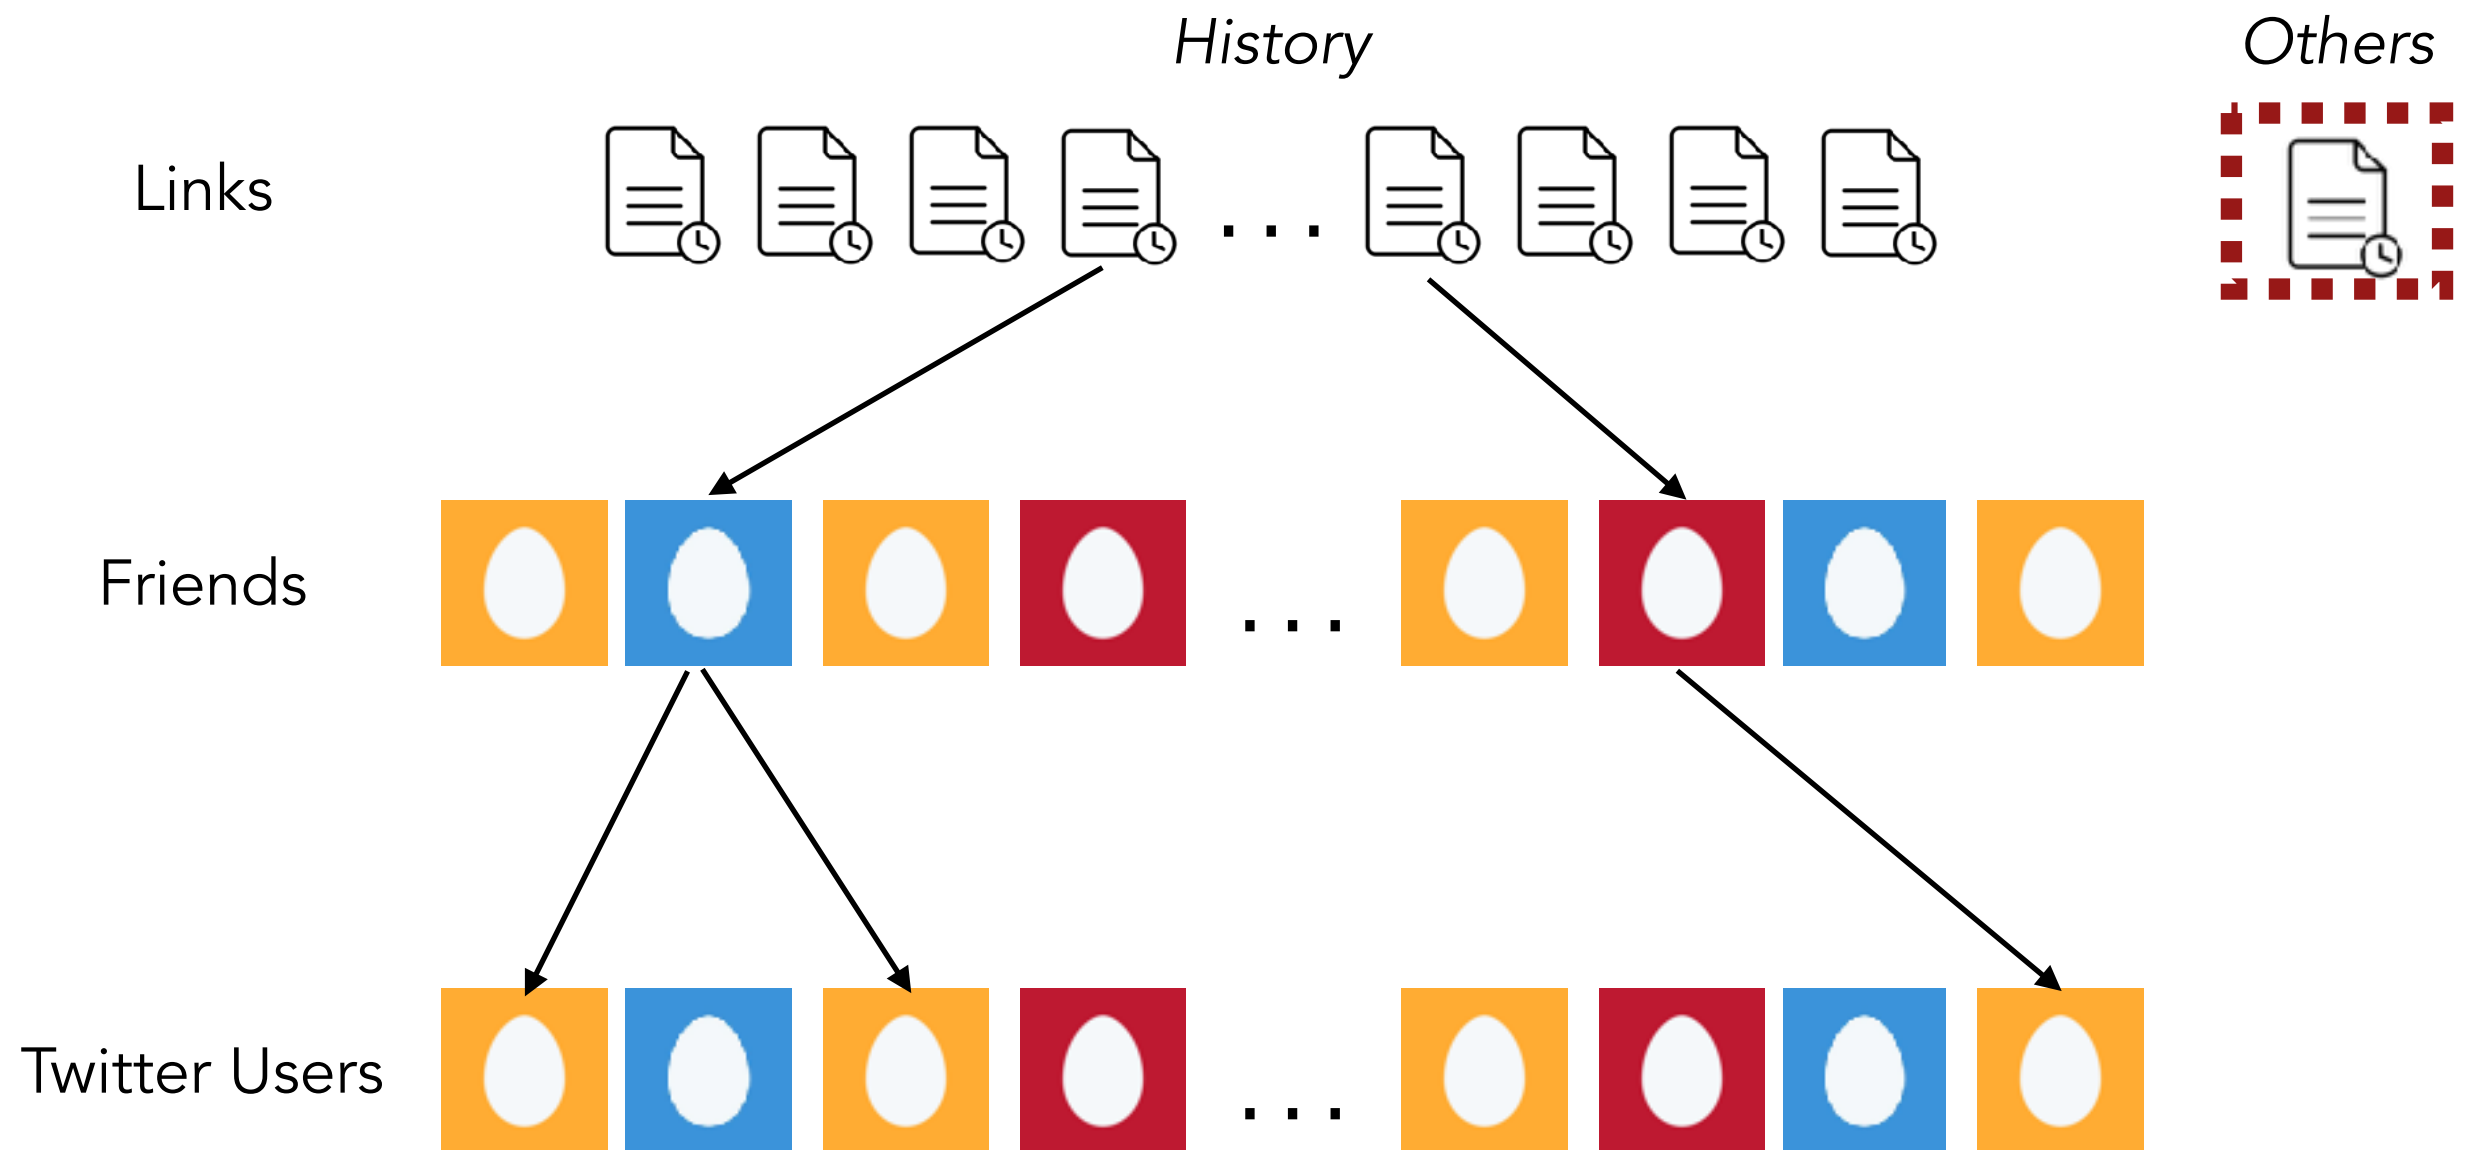 History
Others
Links
...
Friends
...
Twitter Users
...